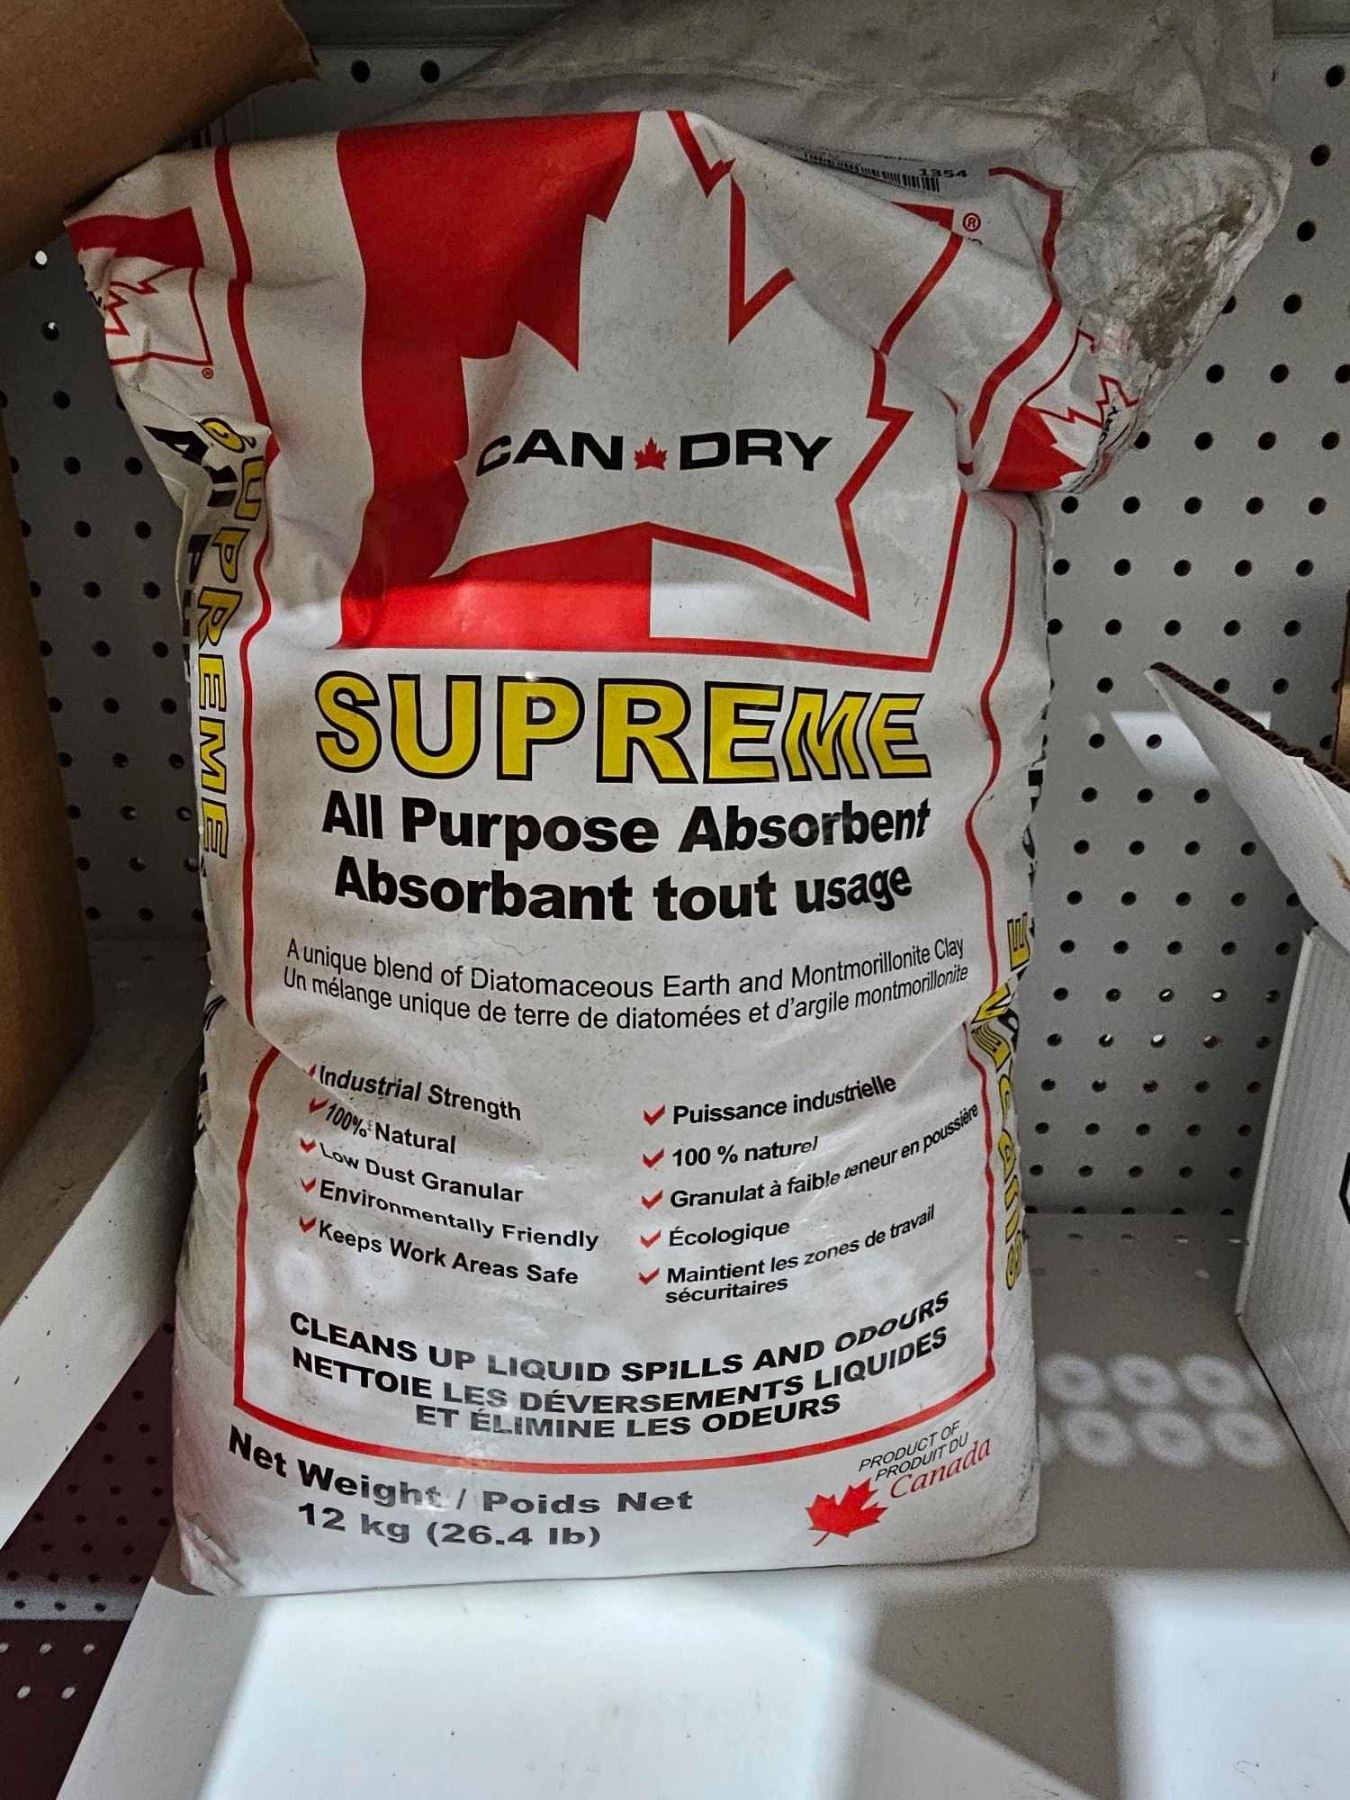 1354
CAN DRY
SUPREME
All Purpose Absorbent
Absorbant tout usage
A unique blend of Diatomaceous Earth and Montmorillonite Clay
Un mélange unique de terre de diatomées et d'argile montmorillonite
Industrial Strength
100% Natural
Low Dust Granular
Environmentally Friendly
Keeps Work Areas Safe
Puissance industrielle
100 % naturel
Granulat à faible teneur en poussière
Écologique
Maintient les zones de travail
sécuritaires
CLEANS UP LIQUID SPILLS AND ODOURS
NETTOIE LES DÉVERSEMENTS LIQUIDES
ET ÉLIMINE LES ODEURS
Net Weight / Poids Net
12 kg (26.4 lb)
PRODUCT OF
PRODUIT DU
Canada
SUPREME